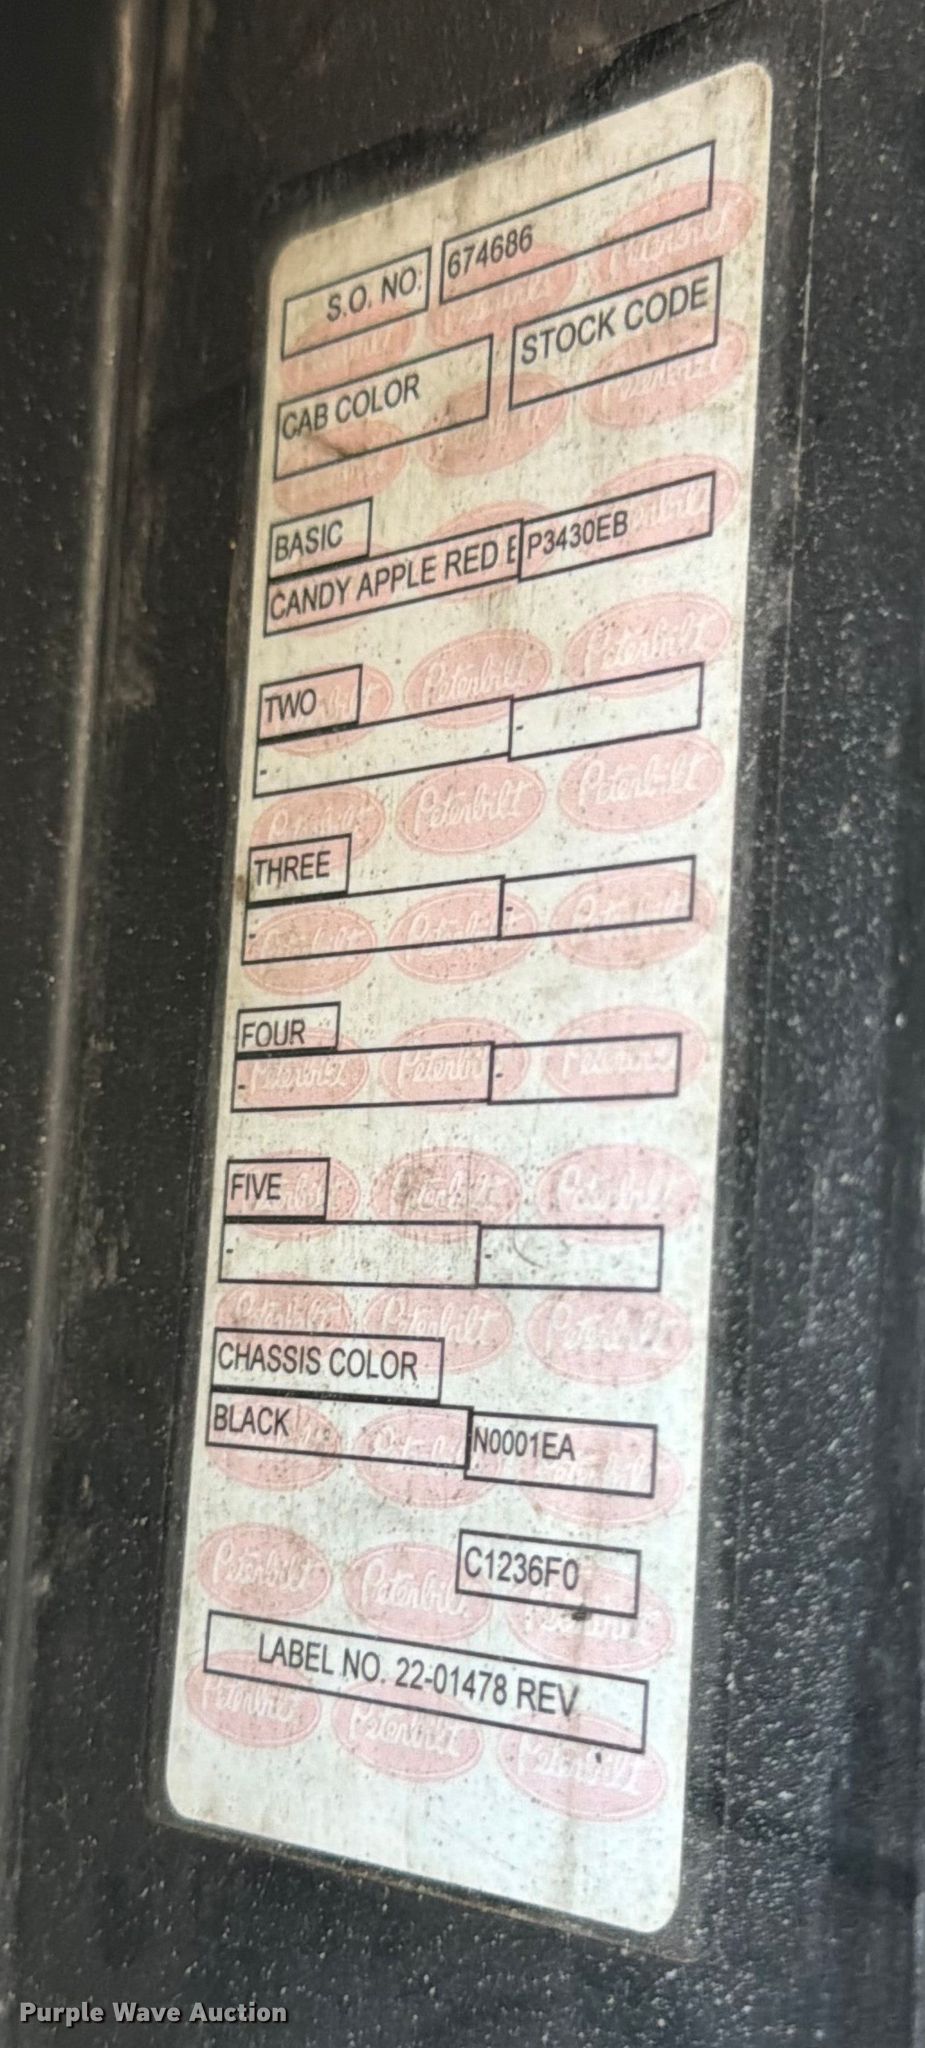 S.O. NO: 674686
CAB COLOR STOCK CODE
BASIC
CANDY APPLE RED P3430EB
TWO
- -
THREE
- -
FOUR
- -
FIVE
- -
CHASSIS COLOR
BLACK N0001EA
C1236F0
LABEL NO. 22-01478 REV
Peterbilt
Purple Wave Auction